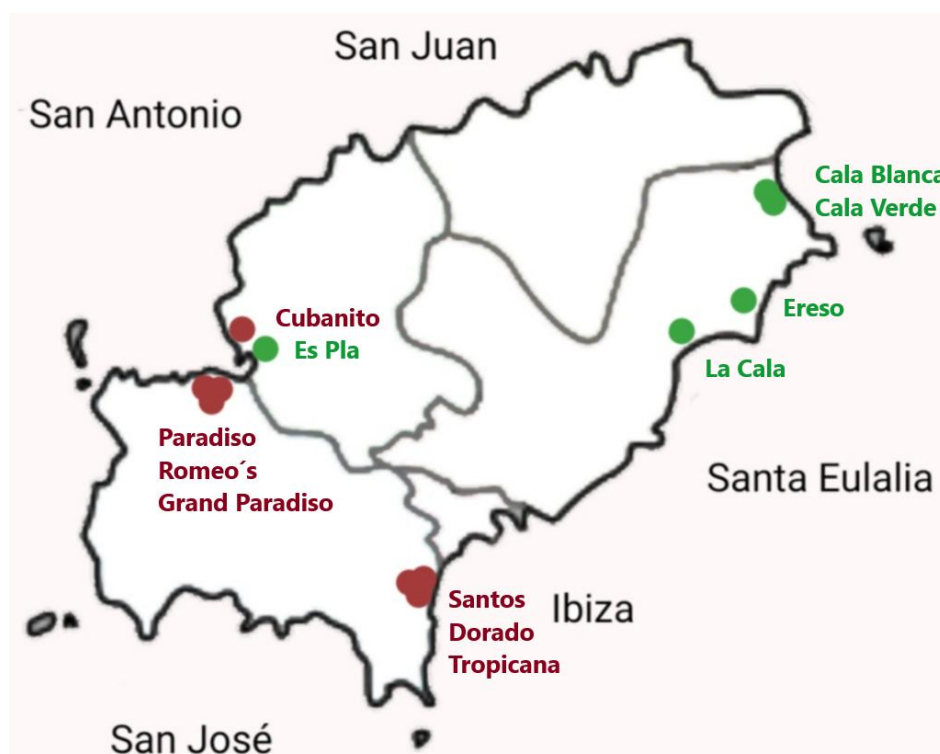 San Juan
San Antonio
Cala Blanca
Cala Verde
Ereso
Cubanito
Es Pla
La Cala
Paradiso
Romeo´s
Grand Paradiso
Santa Eulalia
Santos
Dorado
Tropicana
Ibiza
San José